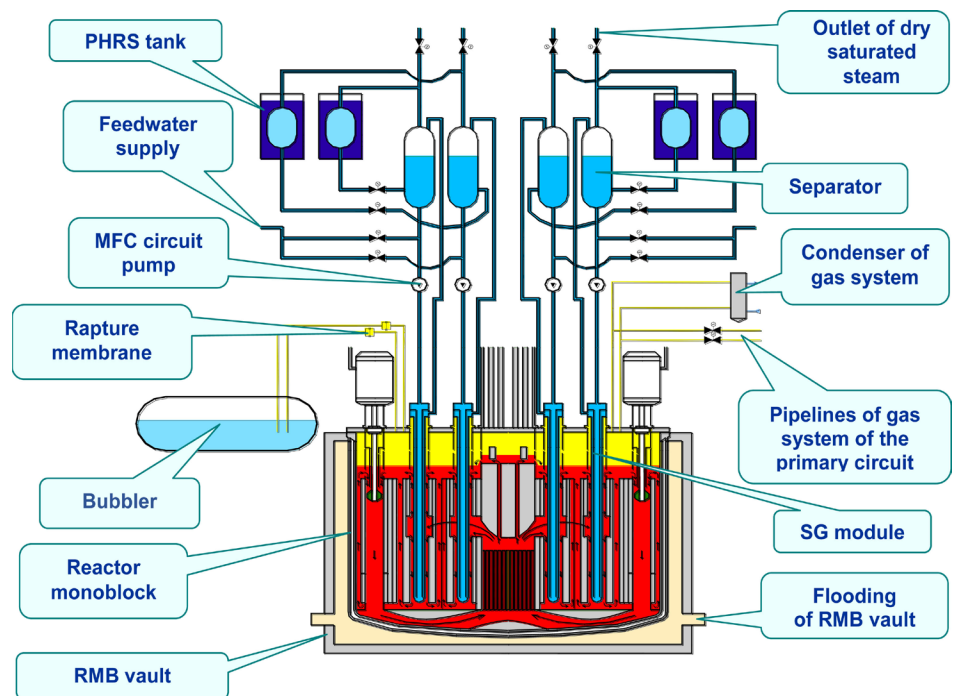 PHRS tank
Feedwater
supply
MFC circuit
pump
Rapture
membrane
Bubbler
Reactor
monoblock
RMB vault
Outlet of dry
saturated
steam
Separator
Condenser of
gas system
Pipelines of gas
system of the
primary circuit
SG module
Flooding
of RMB vault